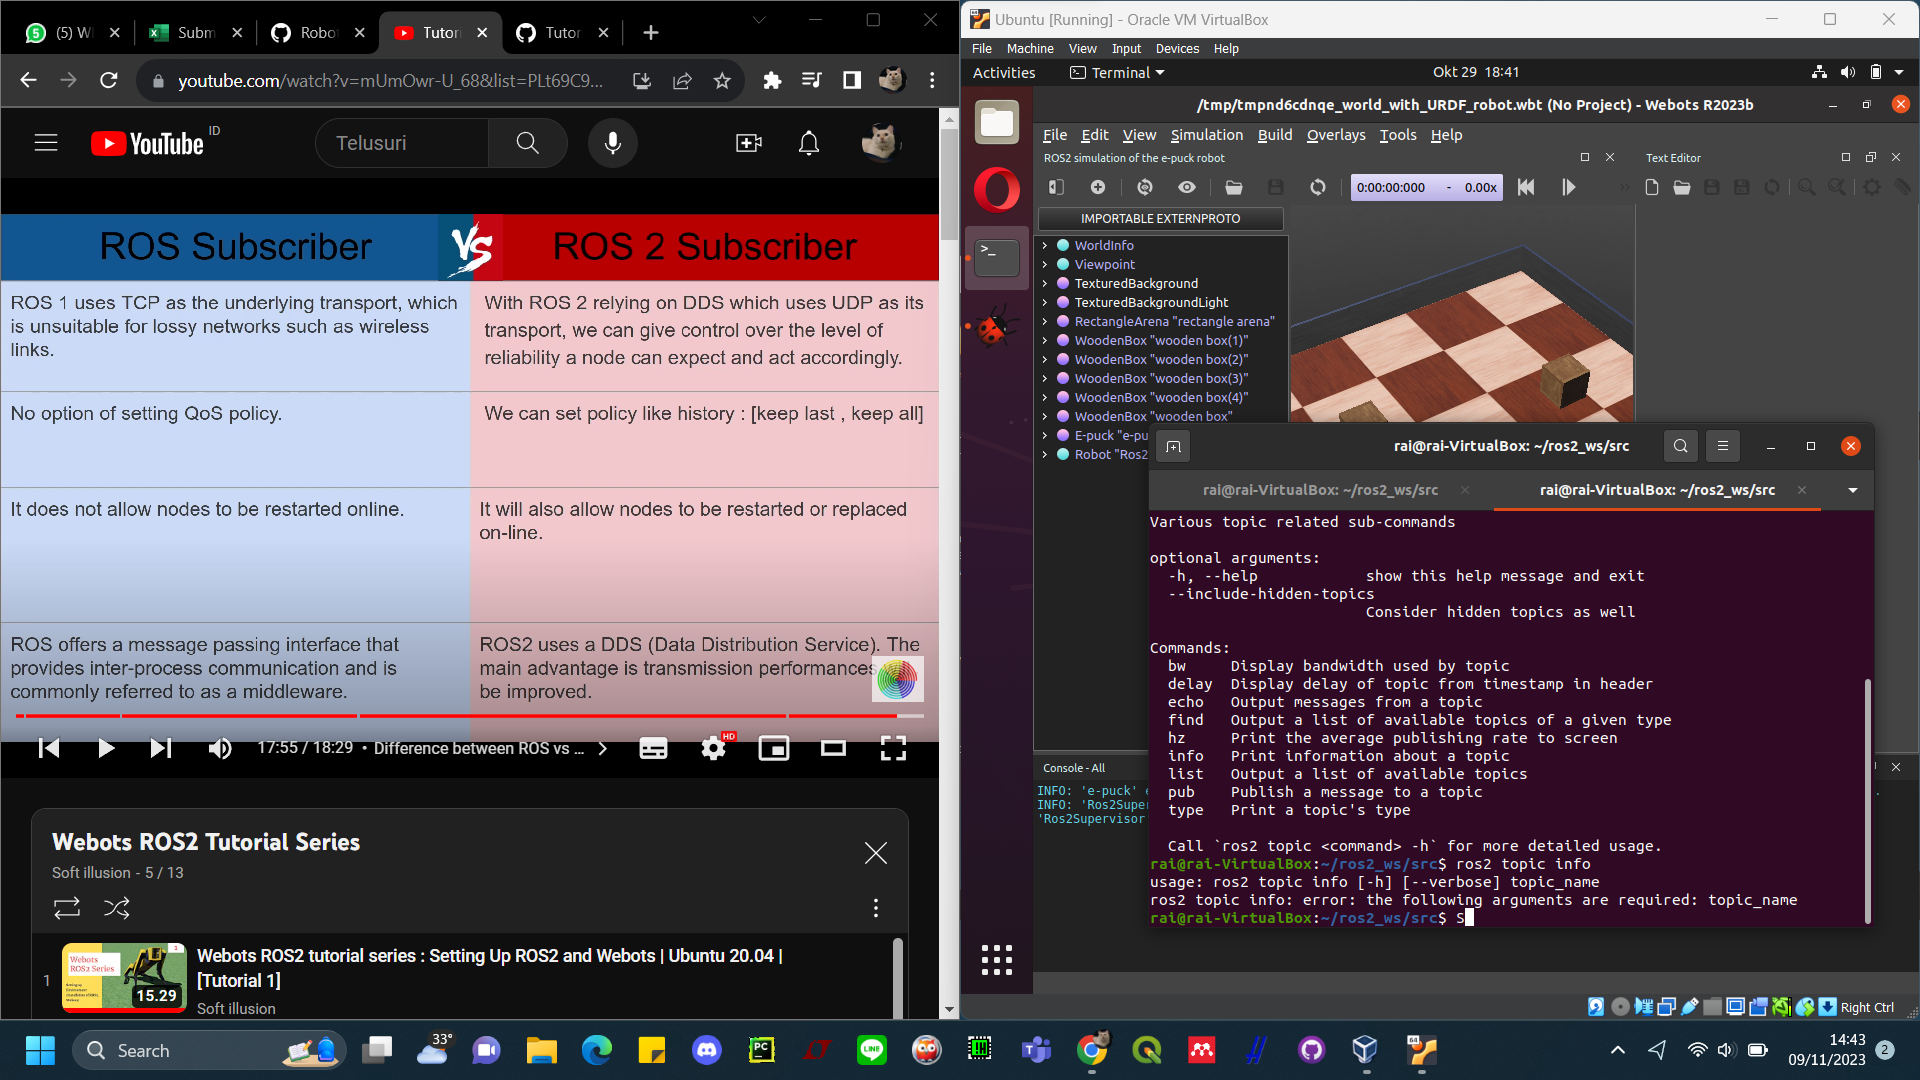 (5) W
Subm
Robo
Tutori
Tutor
youtube.com/watch?v=mUmOwr-U_68&list=PLt69C9...
YouTube
ID
Telusuri
ROS Subscriber
VS
ROS 2 Subscriber
ROS 1 uses TCP as the underlying transport, which
is unsuitable for lossy networks such as wireless
links.
With ROS 2 relying on DDS which uses UDP as its
transport, we can give control over the level of
reliability a node can expect and act accordingly.
No option of setting QoS policy.
We can set policy like history : [keep last , keep all]
It does not allow nodes to be restarted online.
It will also allow nodes to be restarted or replaced
on-line.
ROS offers a message passing interface that
provides inter-process communication and is
commonly referred to as a middleware.
ROS2 uses a DDS (Data Distribution Service). The
main advantage is transmission performances
be improved.
17:55 / 18:29 • Difference between ROS vs ...
HD
Webots ROS2 Tutorial Series
Soft illusion - 5 / 13
1
Webots
ROS2 Series
15.29
Webots ROS2 tutorial series : Setting Up ROS2 and Webots | Ubuntu 20.04 |
[Tutorial 1]
Soft illusion
Ubuntu [Running] - Oracle VM VirtualBox
File Machine View Input Devices Help
Activities
Terminal
Okt 29 18:41
/tmp/tmpnd6cdnqe_world_with_URDF_robot.wbt (No Project) - Webots R2023b
File Edit View Simulation Build Overlays Tools Help
ROS2 simulation of the e-puck robot
Text Editor
0:00:00:000 - 0.00x
IMPORTABLE EXTERNPROTO
WorldInfo
Viewpoint
TexturedBackground
TexturedBackgroundLight
RectangleArena "rectangle arena"
WoodenBox "wooden box(1)"
WoodenBox "wooden box(2)"
WoodenBox "wooden box(3)"
WoodenBox "wooden box(4)"
WoodenBox "wooden box"
E-puck "e-pu
Robot "Ros2
Console - All
INFO: 'e-puck' e
INFO: 'Ros2Super
'Ros2Supervisor
rai@rai-VirtualBox: ~/ros2_ws/src
rai@rai-VirtualBox: ~/ros2_ws/src
rai@rai-VirtualBox: ~/ros2_ws/src
Various topic related sub-commands
optional arguments:
-h, --help show this help message and exit
--include-hidden-topics
Consider hidden topics as well
Commands:
bw Display bandwidth used by topic
delay Display delay of topic from timestamp in header
echo Output messages from a topic
find Output a list of available topics of a given type
hz Print the average publishing rate to screen
info Print information about a topic
list Output a list of available topics
pub Publish a message to a topic
type Print a topic's type
Call `ros2 topic <command> -h` for more detailed usage.
rai@rai-VirtualBox:~/ros2_ws/src$ ros2 topic info
usage: ros2 topic info [-h] [--verbose] topic_name
ros2 topic info: error: the following arguments are required: topic_name
rai@rai-VirtualBox:~/ros2_ws/src$ S
Right Ctrl
Search
33°
PC
LINE
14:43
09/11/2023
2